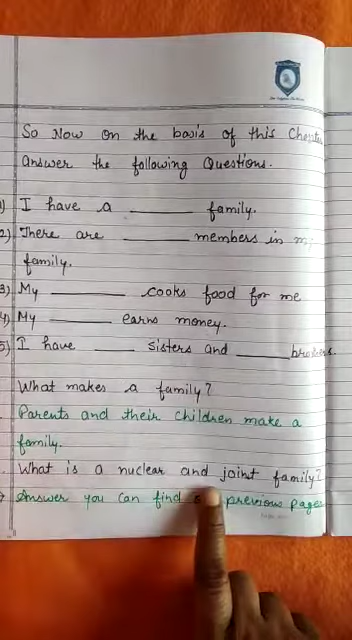 So Now on the basis of this Chapter
answer the following Questions.
1) I have a ______ family.
2) There are ______ members in my
family.
3) My ______ cooks food for me
4) My ______ earns money.
5) I have ______ sisters and ______ brothers.
What makes a family?
Parents and their children make a
family.
What is a nuclear and joint family?
Answer you can find previous pages